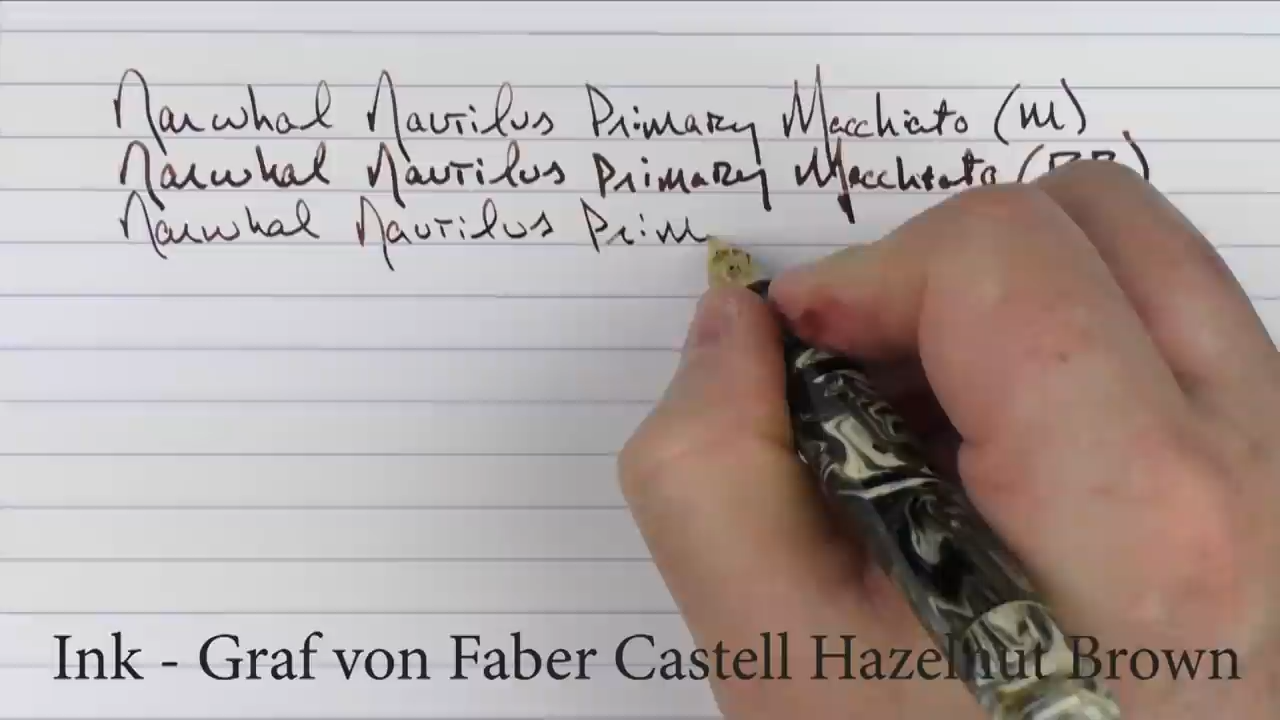 Narwhal Nautilus Primary Macchiato (M)
Narwhal Nautilus Primary Macchiato
Narwhal Nautilus Prim
Ink - Graf von Faber Castell Hazelnut Brown